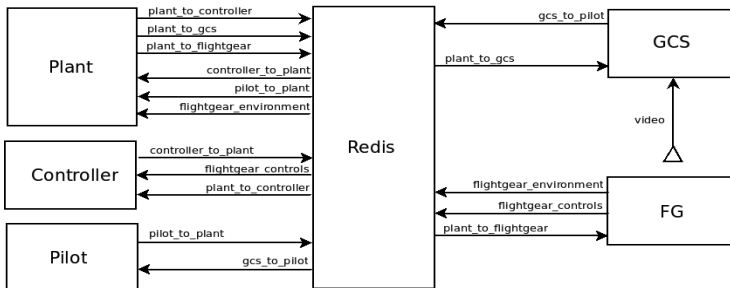 plant_to_controller
plant_to_gcs
plant_to_flightgear
Plant
controller_to_plant
pilot_to_plant
flightgear_environment
controller_to_plant
flightgear_controls
Controller
plant_to_controller
pilot_to_plant
Pilot
gcs_to_pilot
Redis
gcs_to_pilot
GCS
plant_to_gcs
video
flightgear_environment
flightgear_controls
FG
plant_to_flightgear